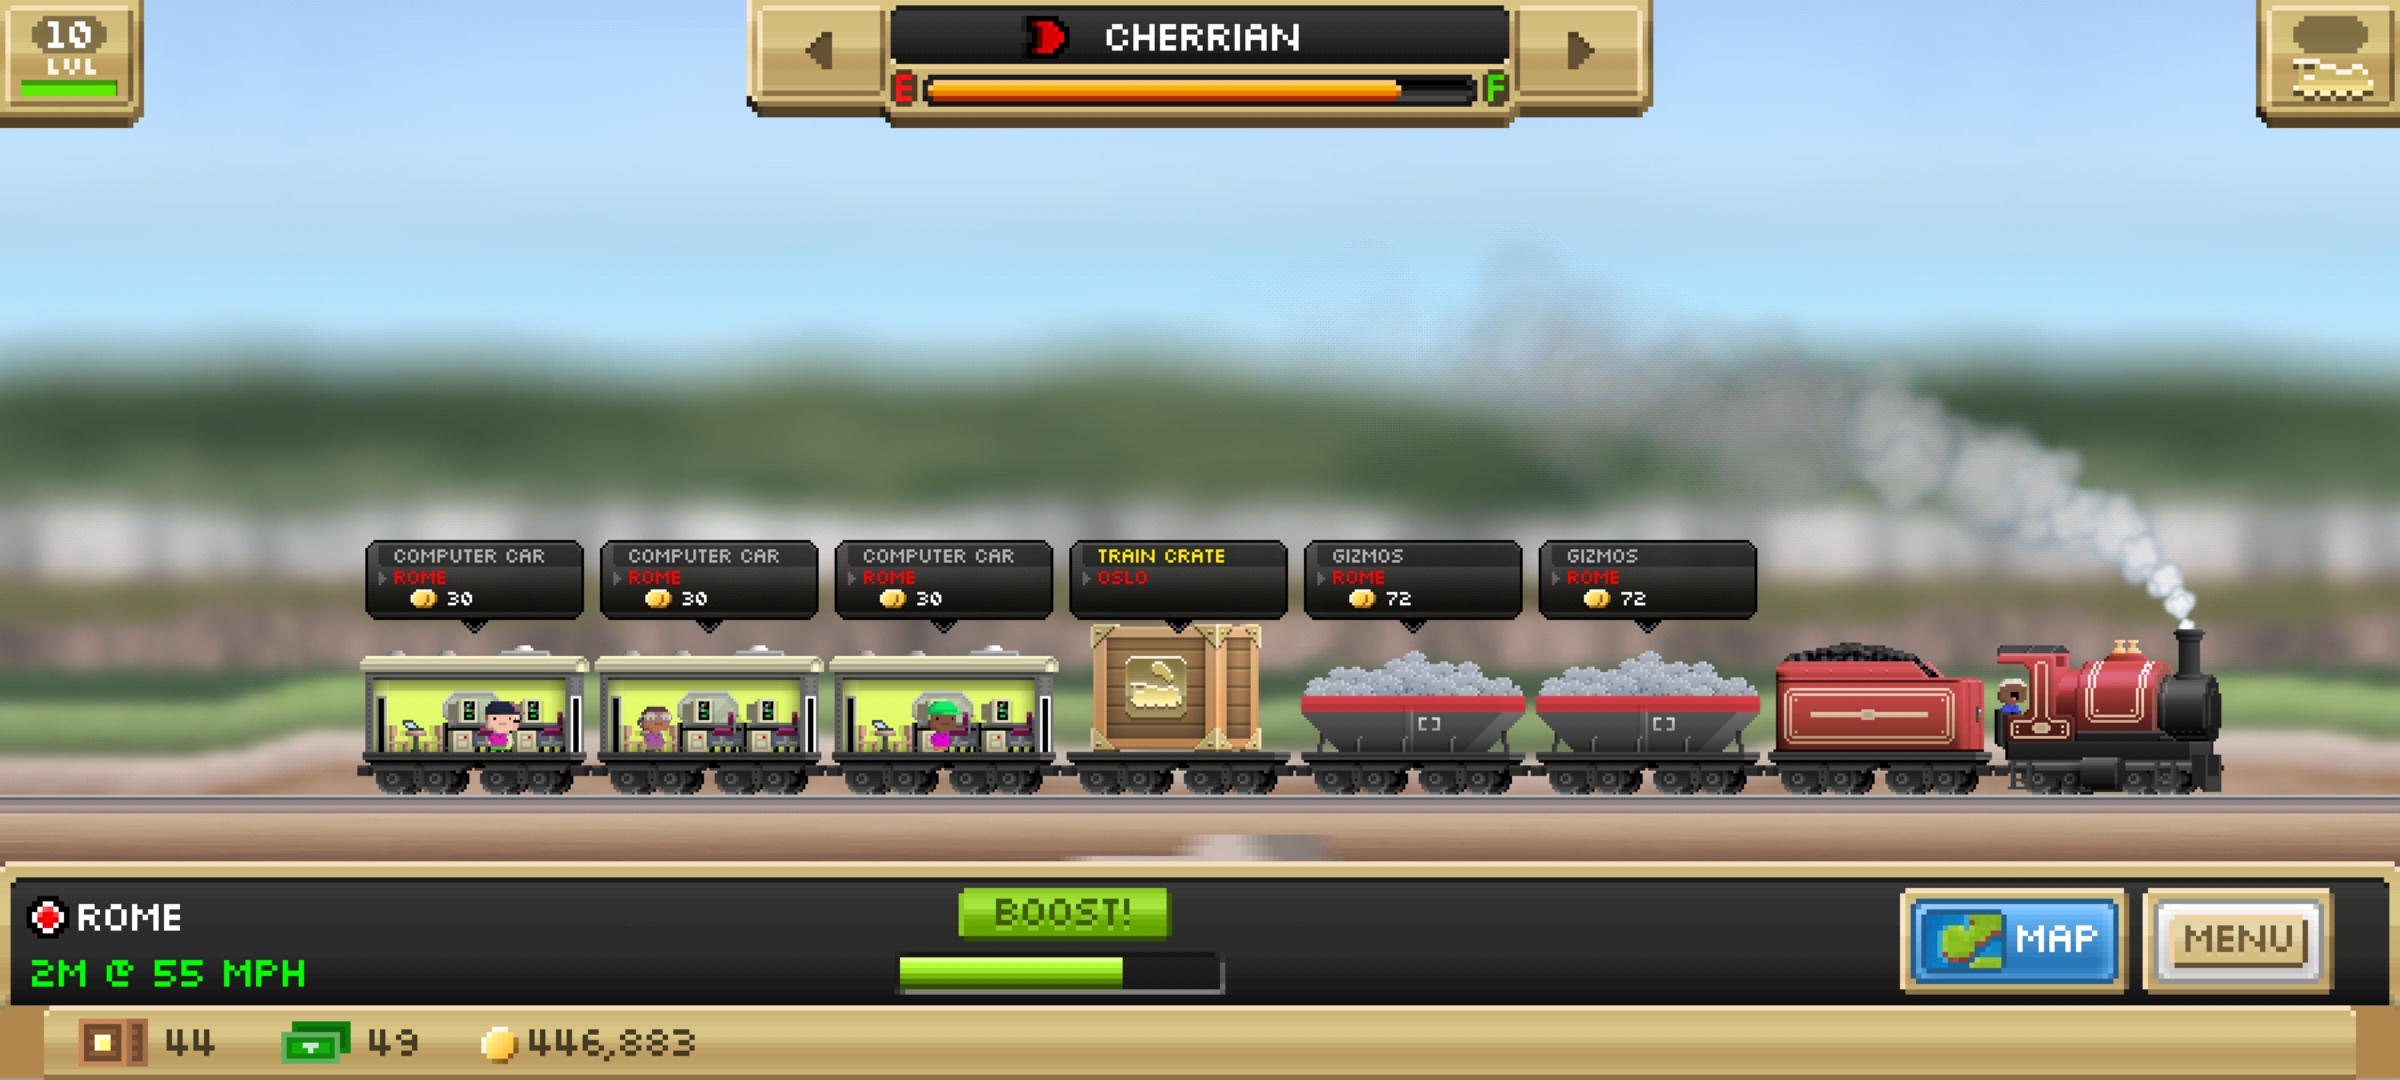 10
LVL
CHERRIAN
E F
COMPUTER CAR
ROME
30
COMPUTER CAR
ROME
30
COMPUTER CAR
ROME
30
TRAIN CRATE
OSLO
GIZMOS
ROME
72
GIZMOS
ROME
72
ROME
2M @ 55 MPH
BOOST!
MAP
MENU
44
49
446,883